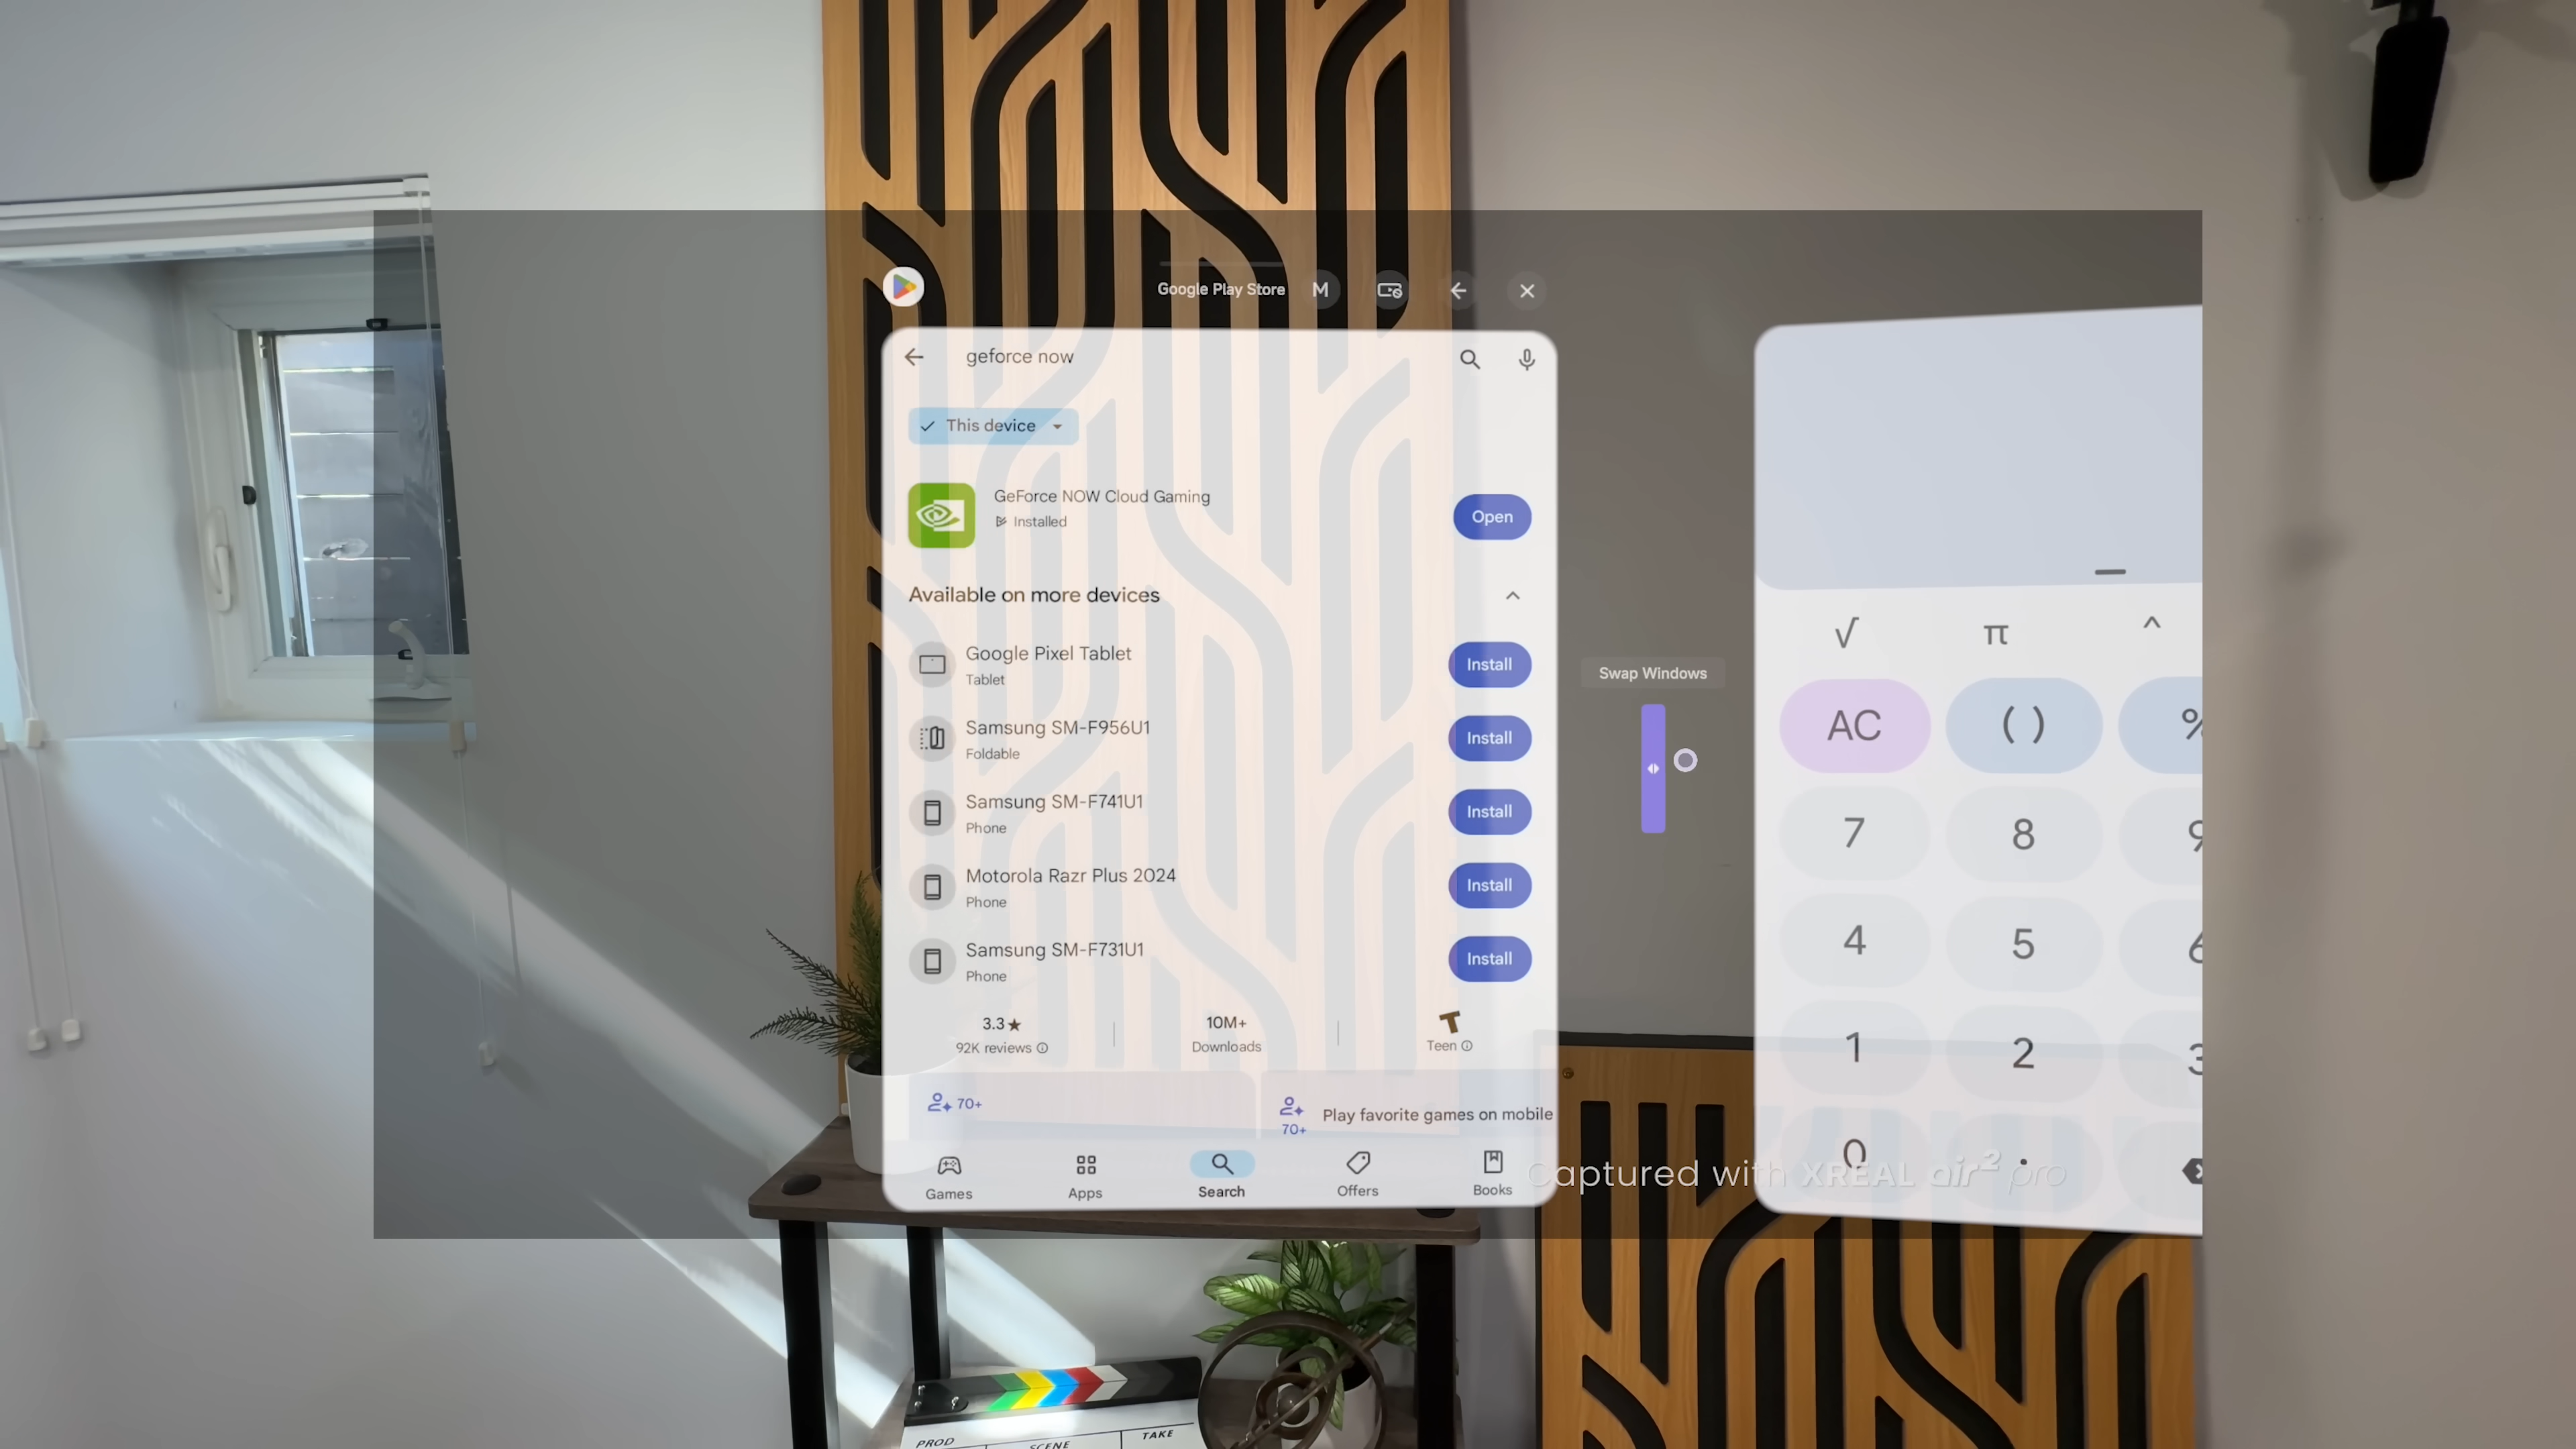 Google Play Store
M
geforce now
This device
GeForce NOW Cloud Gaming
Installed
Open
Available on more devices
Google Pixel Tablet
Tablet
Install
Samsung SM-F956U1
Foldable
Install
Samsung SM-F741U1
Phone
Install
Motorola Razr Plus 2024
Phone
Install
Samsung SM-F731U1
Phone
Install
3.3★
92K reviews
10M+
Downloads
T
Teen
70+
70+
Play favorite games on mobile
Games
Apps
Search
Offers
Books
Swap Windows
√ π ^
AC ( ) %
7 8 9
4 5 6
1 2 3
0 .
Captured with XREAL air² pro
PROD
SCENE
TAKE